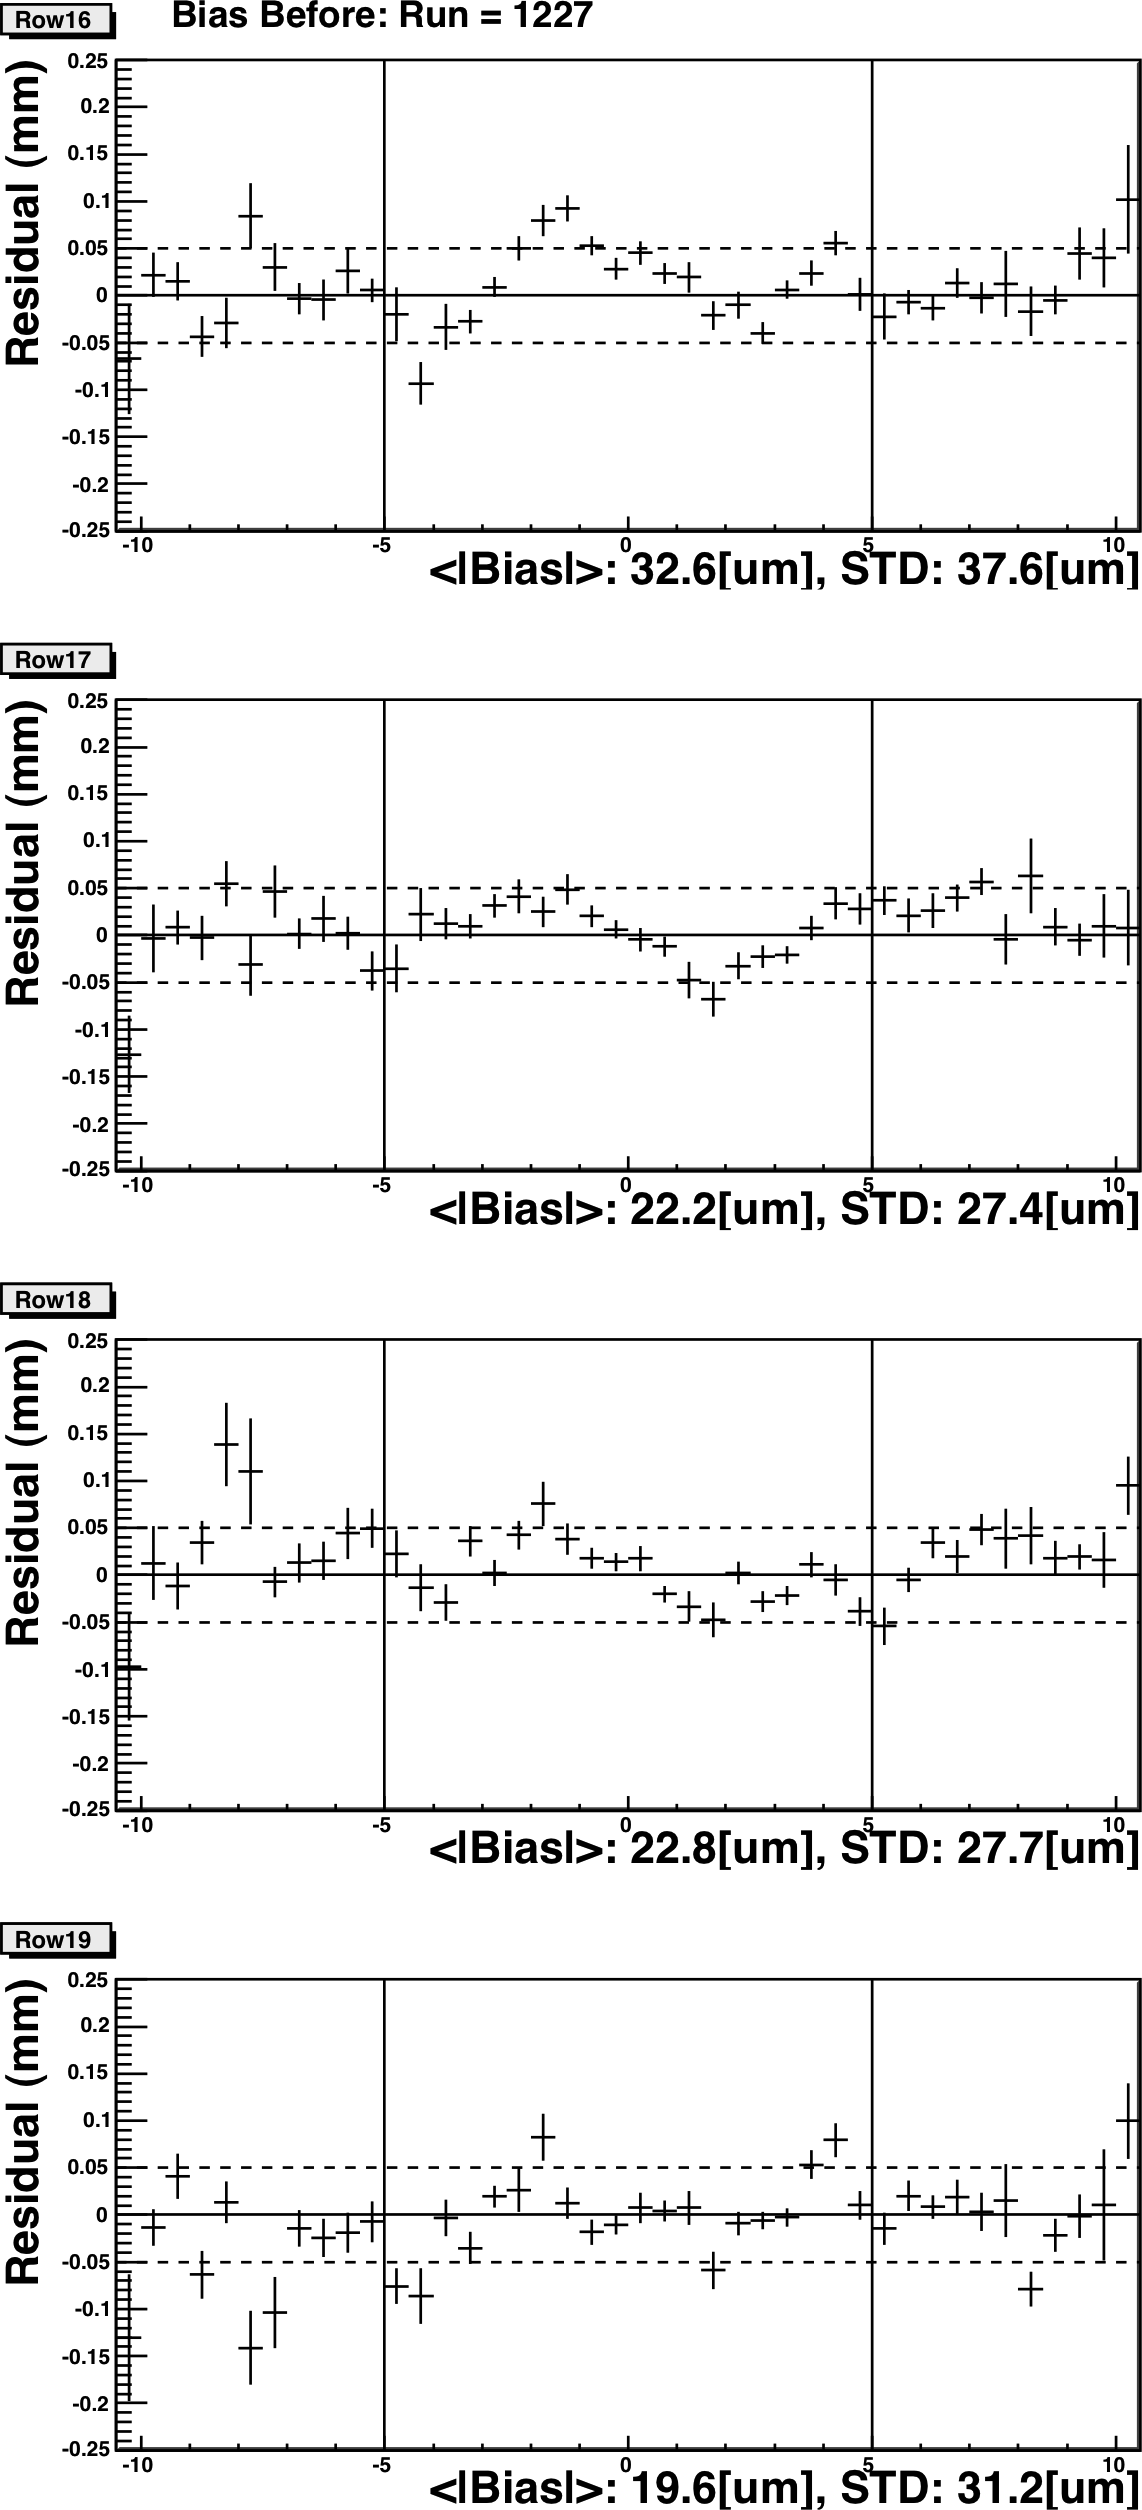 Row16
Bias Before: Run = 1227
Residual (mm)
0.25
0.2
0.15
0.1
0.05
0
-0.05
-0.1
-0.15
-0.2
-0.25
-10 -5 0 5 10
<|Bias|>: 32.6[um], STD: 37.6[um]
Row17
Residual (mm)
0.25
0.2
0.15
0.1
0.05
0
-0.05
-0.1
-0.15
-0.2
-0.25
-10 -5 0 5 10
<|Bias|>: 22.2[um], STD: 27.4[um]
Row18
Residual (mm)
0.25
0.2
0.15
0.1
0.05
0
-0.05
-0.1
-0.15
-0.2
-0.25
-10 -5 0 5 10
<|Bias|>: 22.8[um], STD: 27.7[um]
Row19
Residual (mm)
0.25
0.2
0.15
0.1
0.05
0
-0.05
-0.1
-0.15
-0.2
-0.25
-10 -5 0 5 10
<|Bias|>: 19.6[um], STD: 31.2[um]